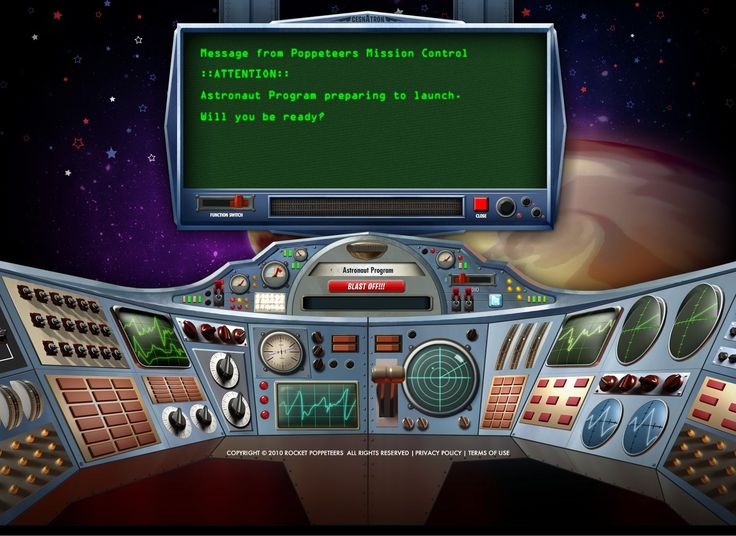 CESNATRON
Message from Poppeteers Mission Control
::ATTENTION::
Astronaut Program preparing to launch.
Will you be ready?
FUNCTION SWITCH
CLOSE
Astronaut Program
BLAST OFF!!!
COPYRIGHT © 2010 ROCKET POPPETEERS ALL RIGHTS RESERVED | PRIVACY POLICY | TERMS OF USE